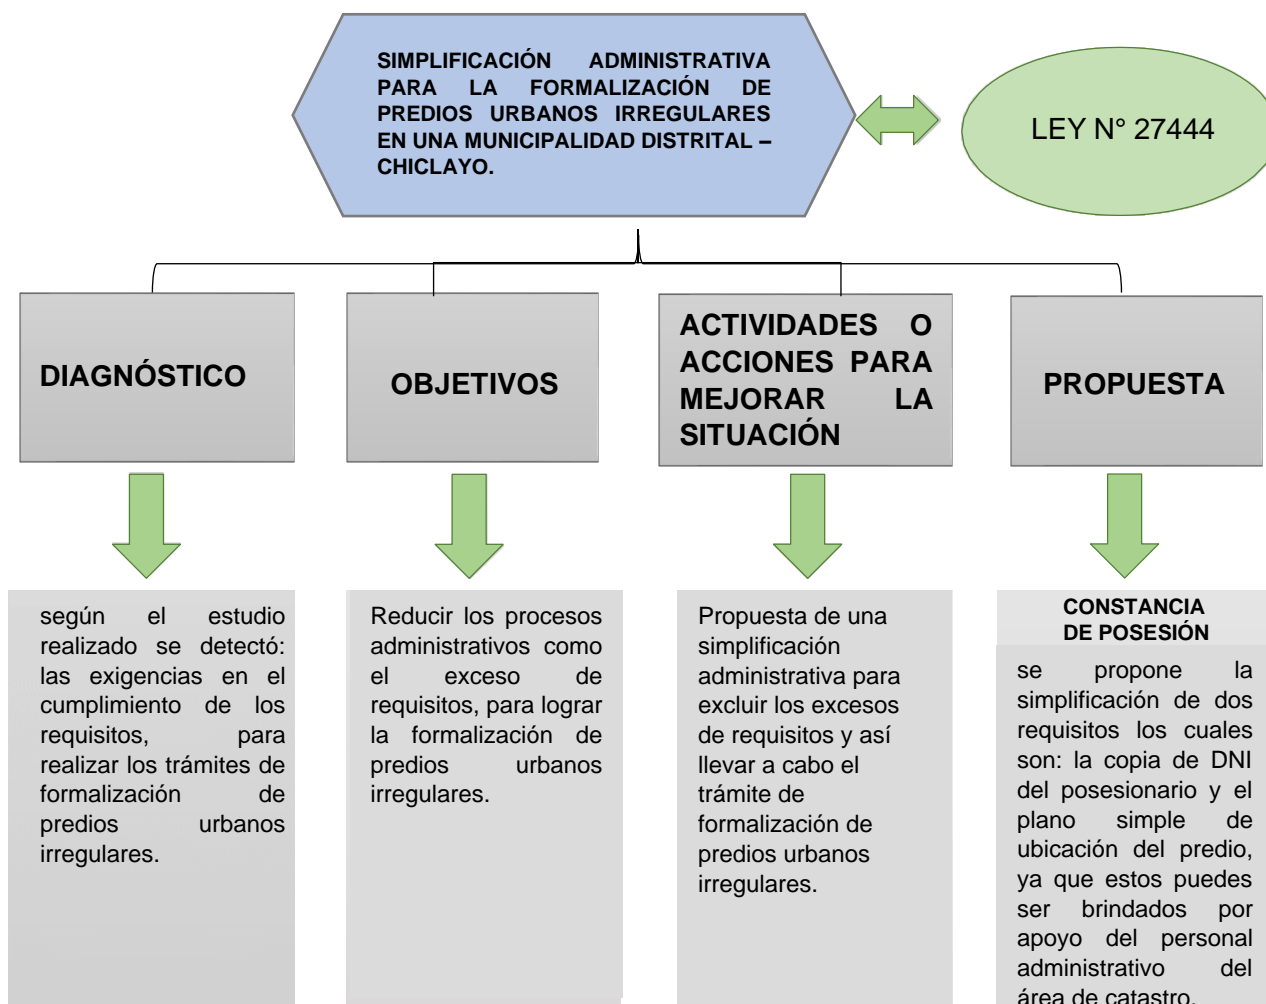 SIMPLIFICACIÓN ADMINISTRATIVA
PARA LA FORMALIZACIÓN DE
PREDIOS URBANOS IRREGULARES
EN UNA MUNICIPALIDAD DISTRITAL –
CHICLAYO.
LEY N° 27444
DIAGNÓSTICO
OBJETIVOS
ACTIVIDADES O
ACCIONES PARA
MEJORAR LA
SITUACIÓN
PROPUESTA
según el estudio
realizado se detectó:
las exigencias en el
cumplimiento de los
requisitos, para
realizar los trámites de
formalización de
predios urbanos
irregulares.
Reducir los procesos
administrativos como
el exceso de
requisitos, para lograr
la formalización de
predios urbanos
irregulares.
Propuesta de una
simplificación
administrativa para
excluir los excesos
de requisitos y así
llevar a cabo el
trámite de
formalización de
predios urbanos
irregulares.
CONSTANCIA
DE POSESIÓN
se propone la
simplificación de dos
requisitos los cuales
son: la copia de DNI
del posesionario y el
plano simple de
ubicación del predio,
ya que estos puedes
ser brindados por
apoyo del personal
administrativo del
área de catastro.